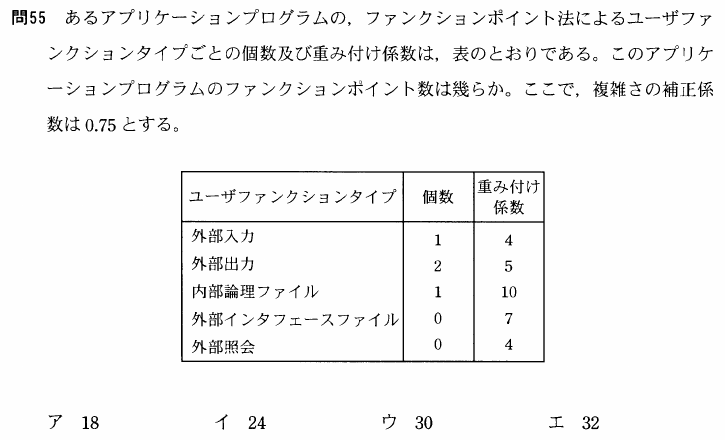 問55 あるアプリケーションプログラムの，ファンクションポイント法によるユーザファ
ンクションタイプごとの個数及び重み付け係数は，表のとおりである。このアプリケ
ーションプログラムのファンクションポイント数は幾らか。ここで，複雑さの補正係
数は0.75とする。
ユーザファンクションタイプ 個数 重み付け係数
外部入力 1 4
外部出力 2 5
内部論理ファイル 1 10
外部インタフェースファイル 0 7
外部照会 0 4
ア 18 イ 24 ウ 30 エ 32